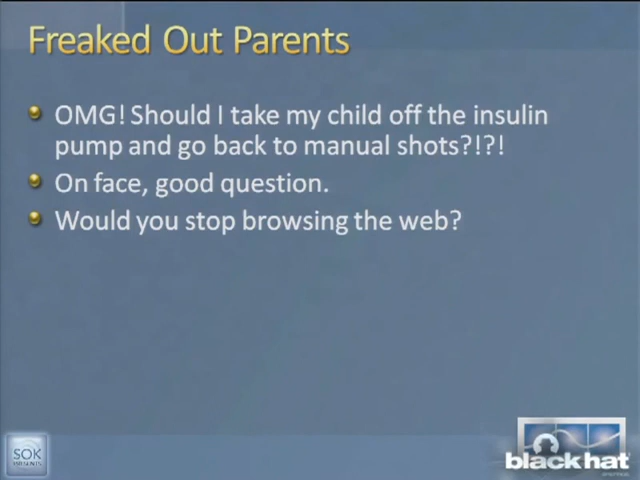 Freaked Out Parents
OMG! Should I take my child off the insulin
pump and go back to manual shots?!?!
On face, good question.
Would you stop browsing the web?
SOK
PRESENTS
black hat